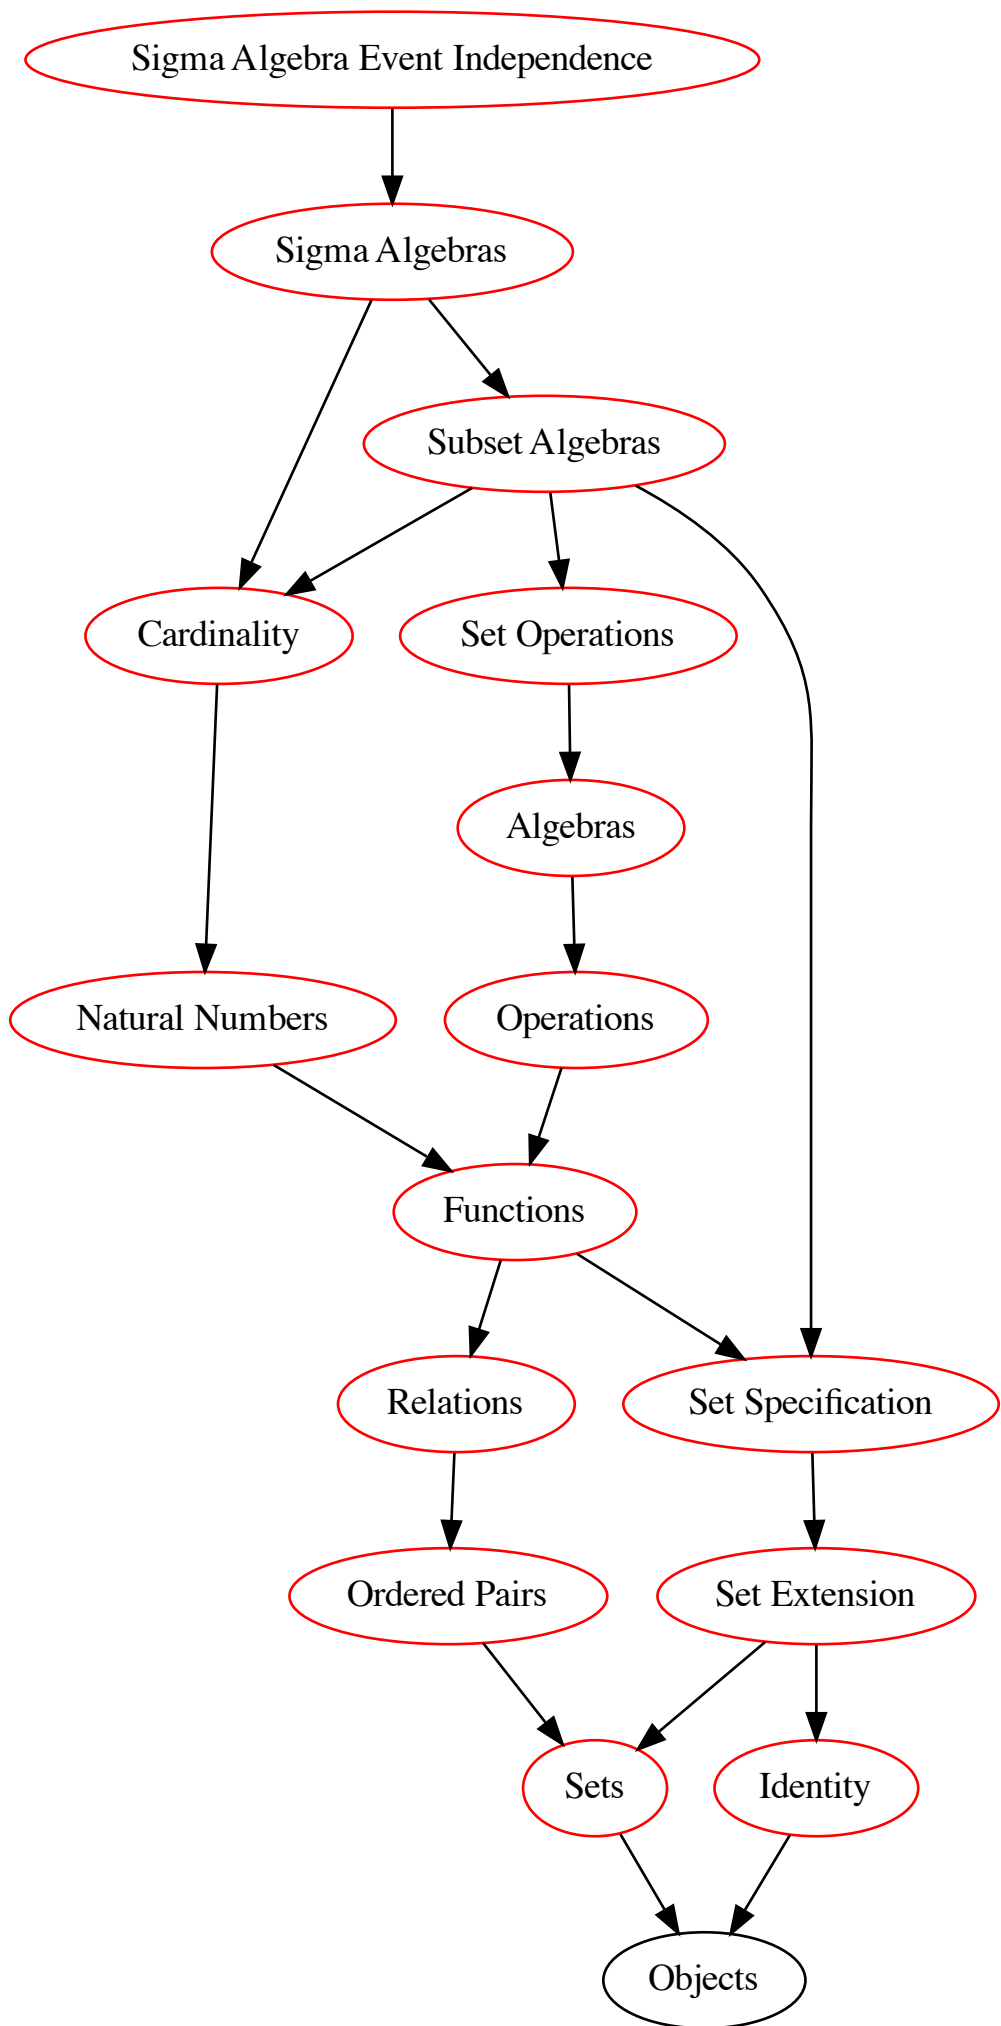 Sigma Algebra Event Independence
Sigma Algebras
Subset Algebras
Cardinality
Set Operations
Algebras
Natural Numbers
Operations
Functions
Relations
Set Specification
Ordered Pairs
Set Extension
Sets
Identity
Objects